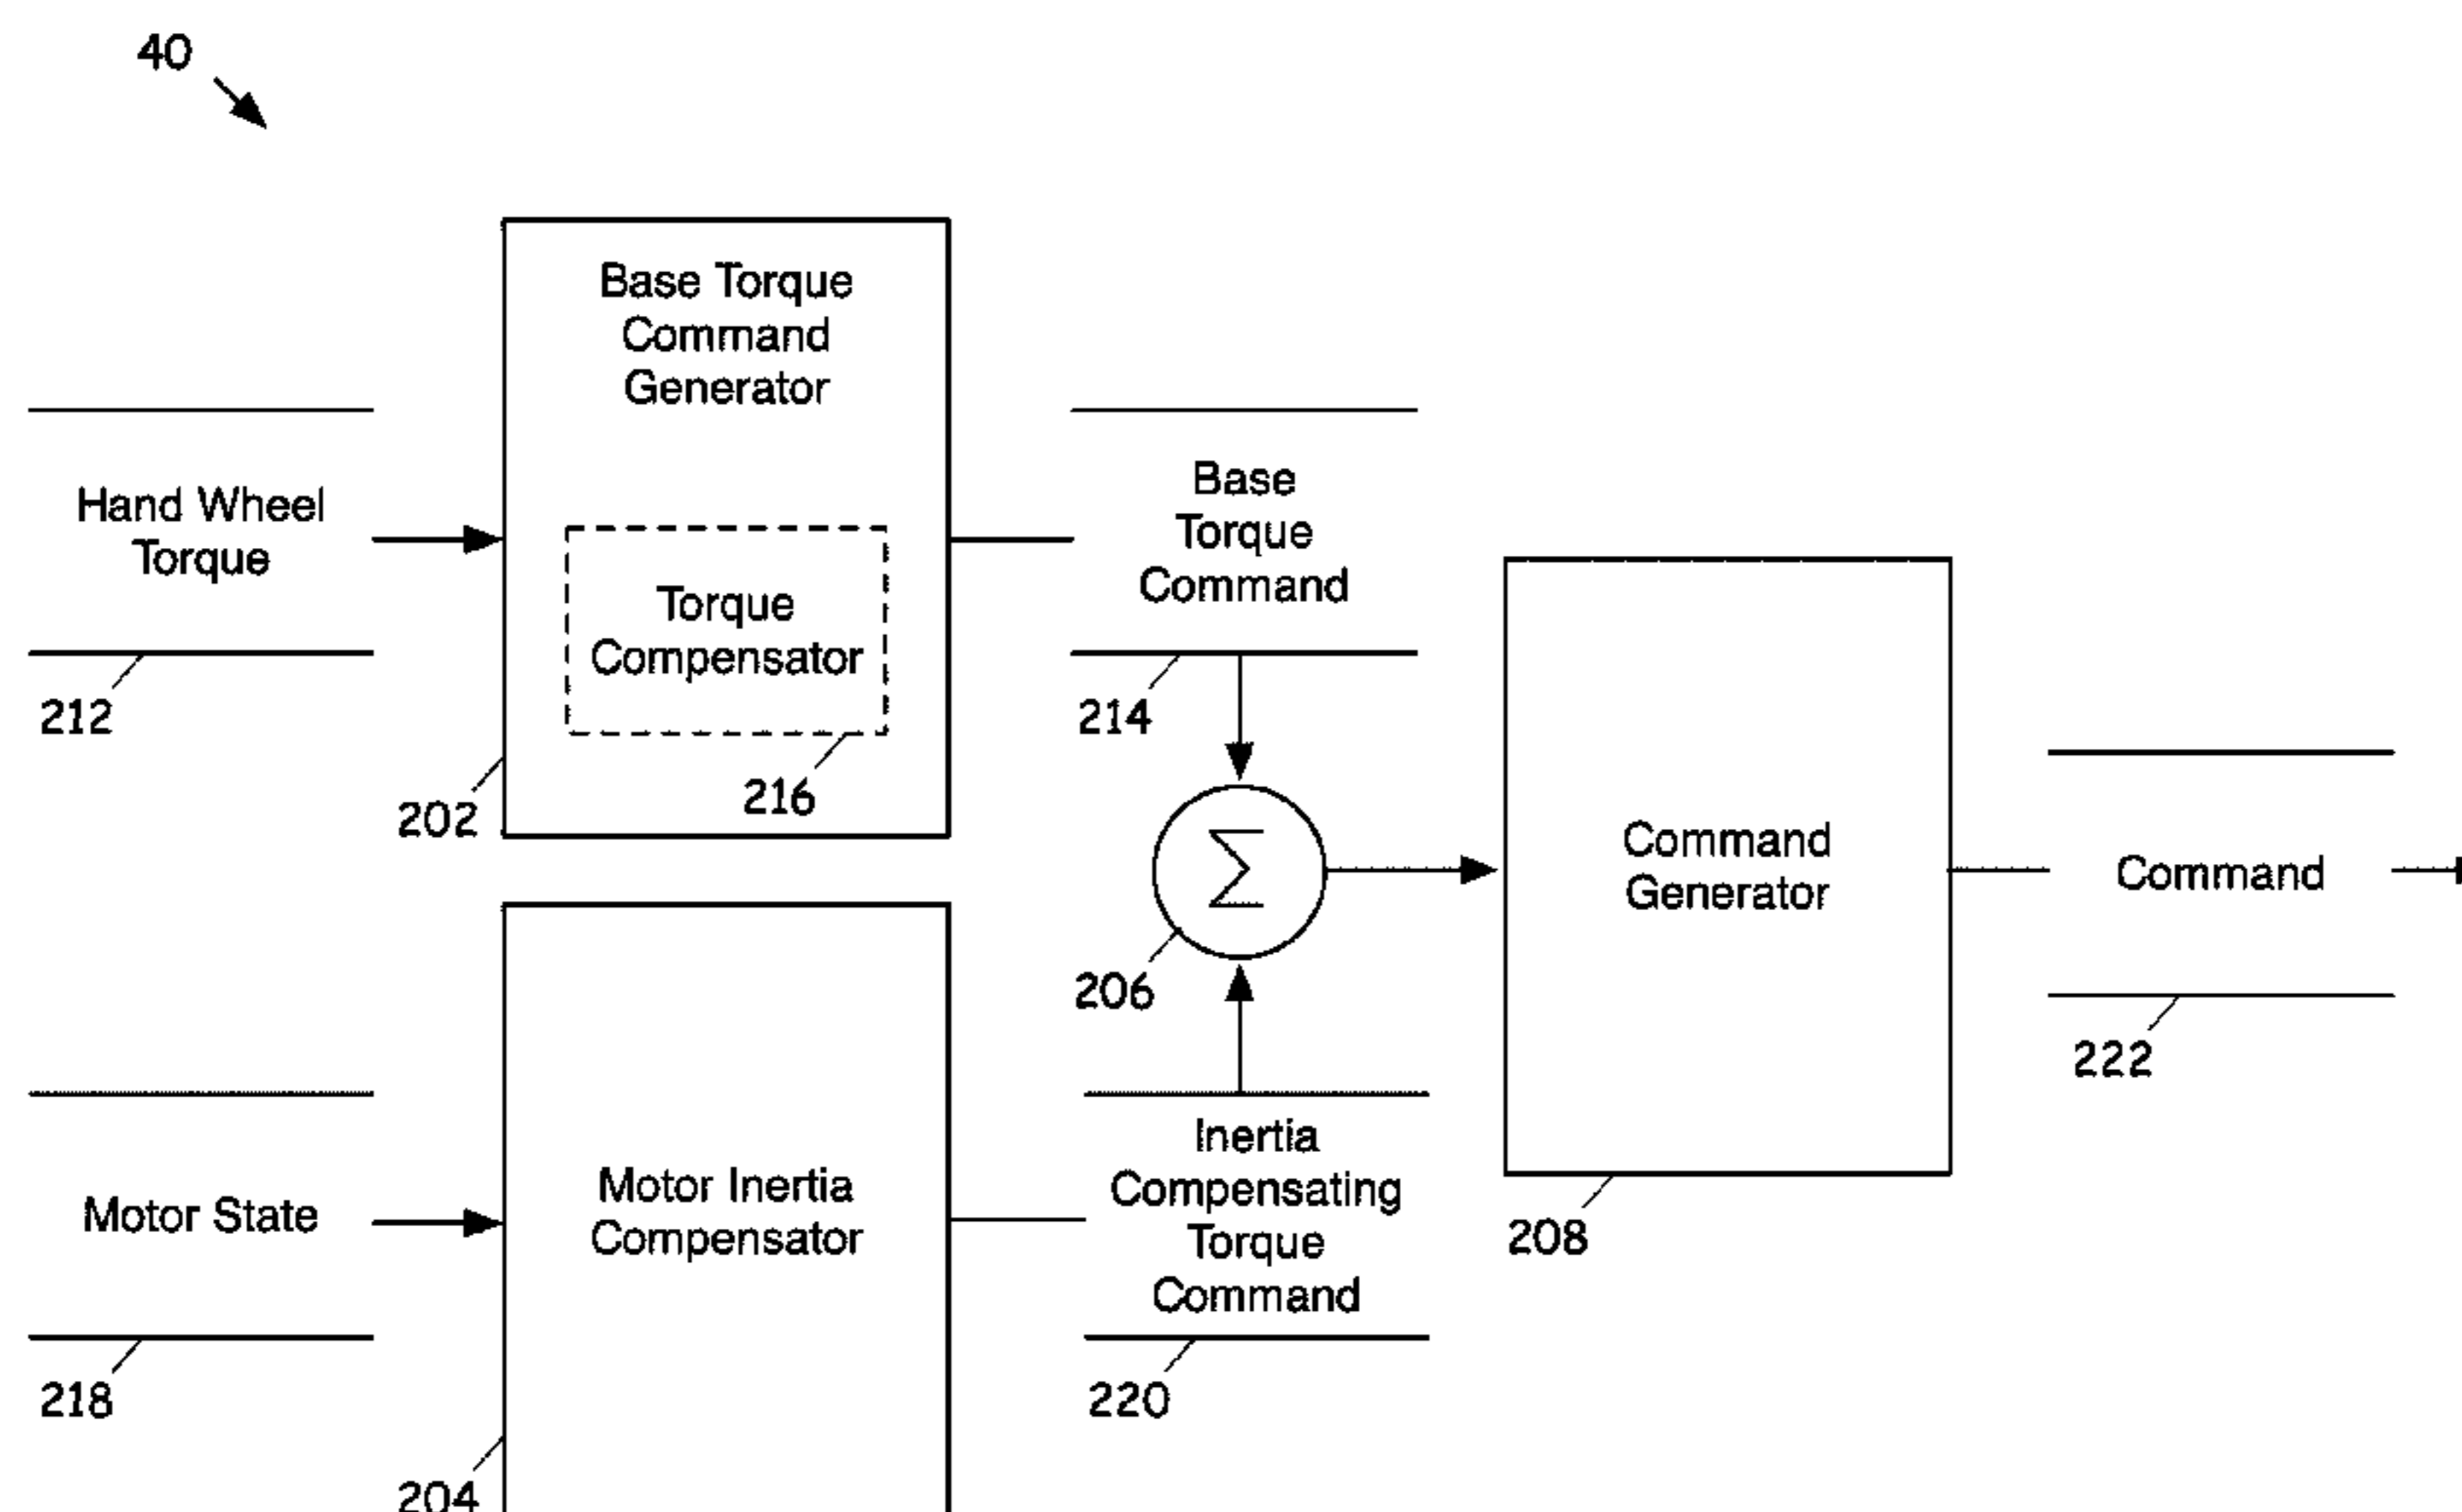 40
Base Torque
Command
Generator
Hand Wheel
Torque
Base
Torque
Command
Torque
Compensator
212
214
216
202
Command
Generator
Command
Σ
206
222
Inertia
Compensating
Torque
Command
Motor State
Motor Inertia
Compensator
208
218
220
204